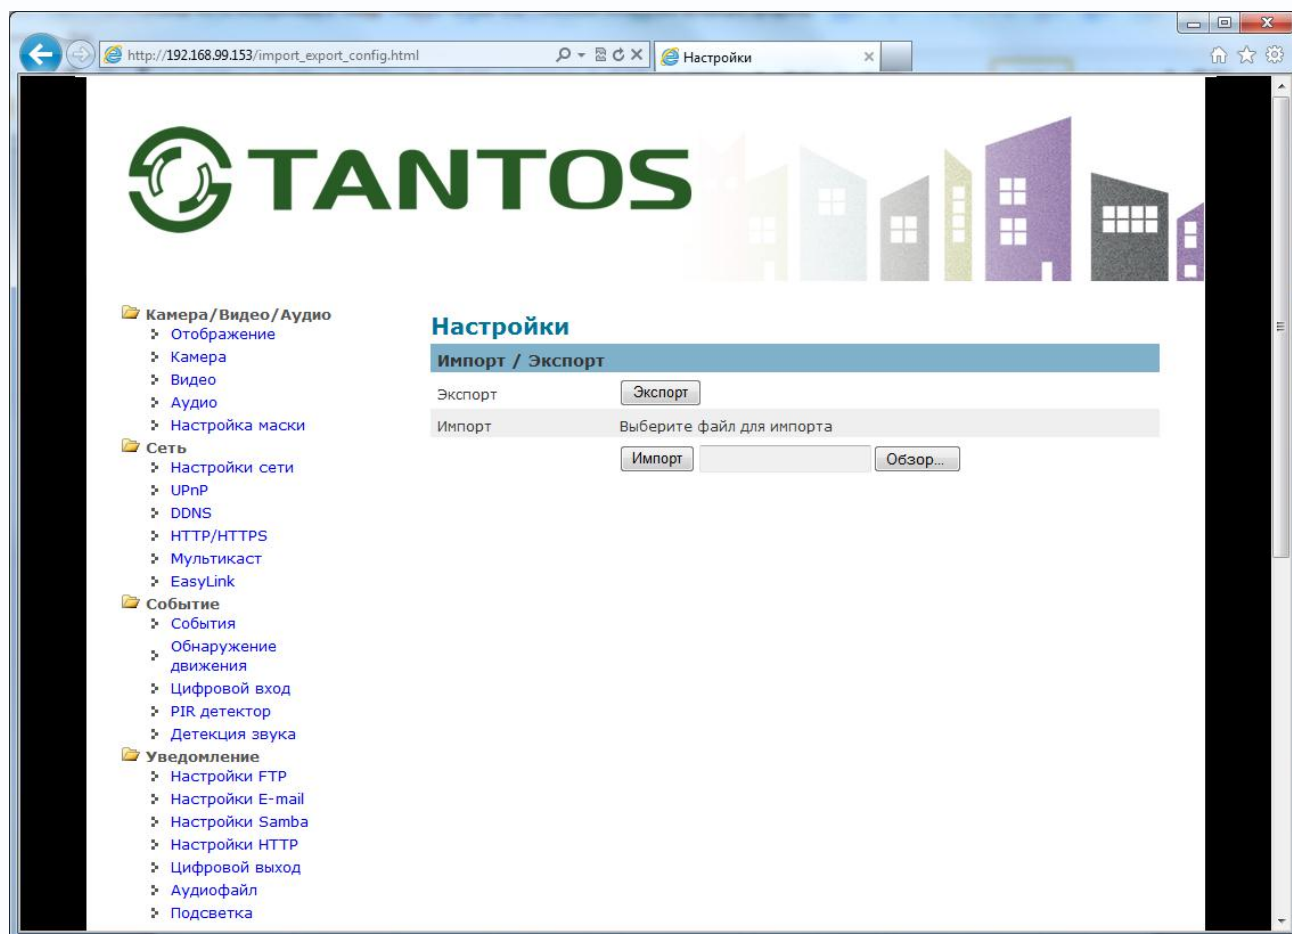 http://192.168.99.153/import_export_config.html
Настройки
TANTOS
Камера/Видео/Аудио
Отображение
Камера
Видео
Аудио
Настройка маски
Сеть
Настройки сети
UPnP
DDNS
HTTP/HTTPS
Мультикаст
EasyLink
Событие
События
Обнаружение
движения
Цифровой вход
PIR детектор
Детекция звука
Уведомление
Настройки FTP
Настройки E-mail
Настройки Samba
Настройки HTTP
Цифровой выход
Аудиофайл
Подсветка
Настройки
Импорт / Экспорт
Экспорт Экспорт
Импорт Выберите файл для импорта
Импорт Обзор...